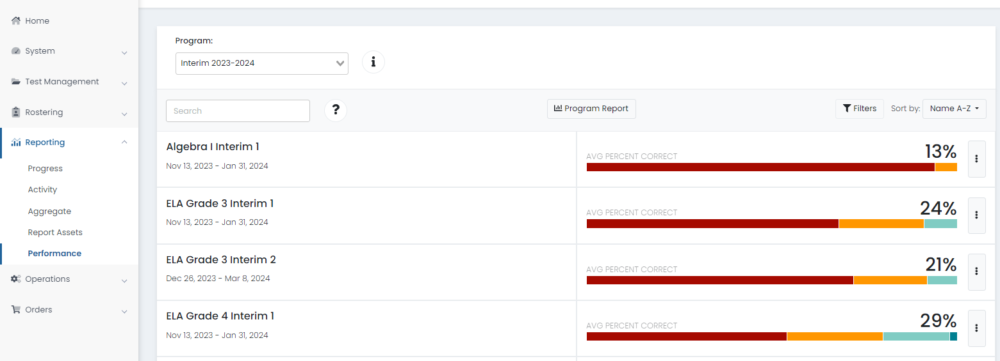 Home
System
Test Management
Rostering
Reporting
Progress
Activity
Aggregate
Report Assets
Performance
Operations
Orders
Program:
Interim 2023-2024
i
Search
?
Program Report
Filters
Sort by:
Name A-Z
Algebra I Interim 1
Nov 13, 2023 - Jan 31, 2024
AVG PERCENT CORRECT
13%
ELA Grade 3 Interim 1
Nov 13, 2023 - Jan 31, 2024
AVG PERCENT CORRECT
24%
ELA Grade 3 Interim 2
Dec 26, 2023 - Mar 8, 2024
AVG PERCENT CORRECT
21%
ELA Grade 4 Interim 1
Nov 13, 2023 - Jan 31, 2024
AVG PERCENT CORRECT
29%